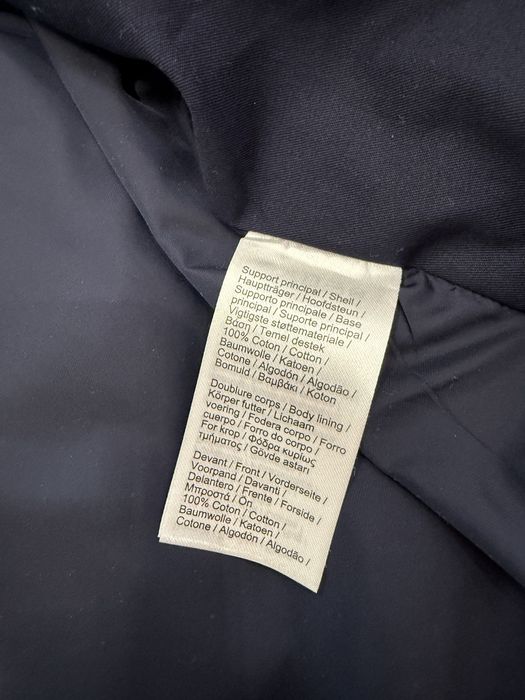 Support principal / Shell /
Hauptträger / Hoofdsteun /
Supporto principale / Base
principal / Suporte principal /
Vigtigste støttemateriale /
Βάση / Temel destek
100% Coton / Cotton /
Baumwolle / Katoen /
Cotone / Algodón / Algodão /
Bomuld / Βαμβάκι / Koton
Doublure corps / Body lining /
Körper futter / Lichaam
voering / Fodera corpo / Forro
cuerpo / Forro do corpo /
For krop / Φόδρα κυρίως
τμήματος / Gövde astarı
Devant / Front / Vorderseite /
Voorpand / Davanti /
Delantero / Frente / Forside /
Μπροστά / Ön
100% Coton / Cotton /
Baumwolle / Katoen /
Cotone / Algodón / Algodão /